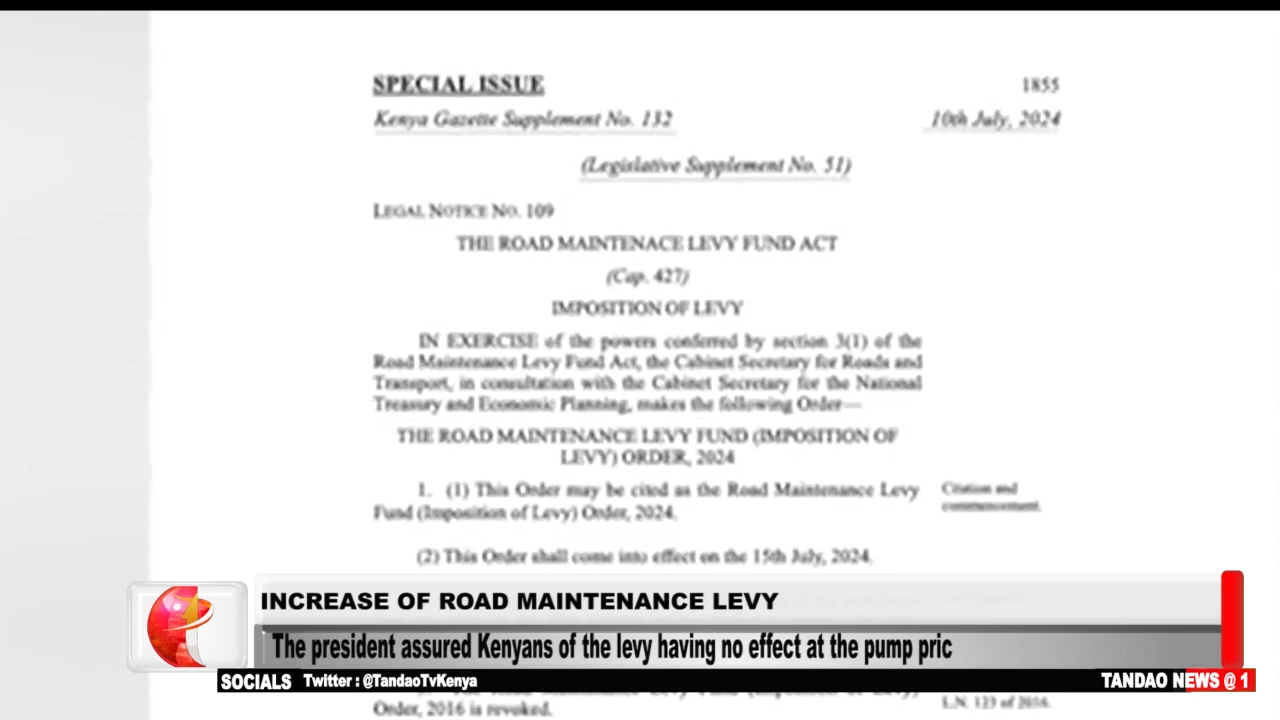 SPECIAL ISSUE 1855
Kenya Gazette Supplement No. 132 10th July, 2024
(Legislative Supplement No. 51)
LEGAL NOTICE NO. 109
THE ROAD MAINTENACE LEVY FUND ACT
(Cap. 427)
IMPOSITION OF LEVY
IN EXERCISE of the powers conferred by section 3(1) of the
Road Maintenance Levy Fund Act, the Cabinet Secretary for Roads and
Transport, in consultation with the Cabinet Secretary for the National
Treasury and Economic Planning, makes the following Order—
THE ROAD MAINTENANCE LEVY FUND (IMPOSITION OF
LEVY) ORDER, 2024
1. (1) This Order may be cited as the Road Maintenance Levy Citation and
Fund (Imposition of Levy) Order, 2024. commencement.
(2) This Order shall come into effect on the 15th July, 2024.
INCREASE OF ROAD MAINTENANCE LEVY
The president assured Kenyans of the levy having no effect at the pump pric
SOCIALS Twitter : @TandaoTvKenya TANDAO NEWS @ 1
Order, 2016 is revoked. L.N. 123 of 2016.